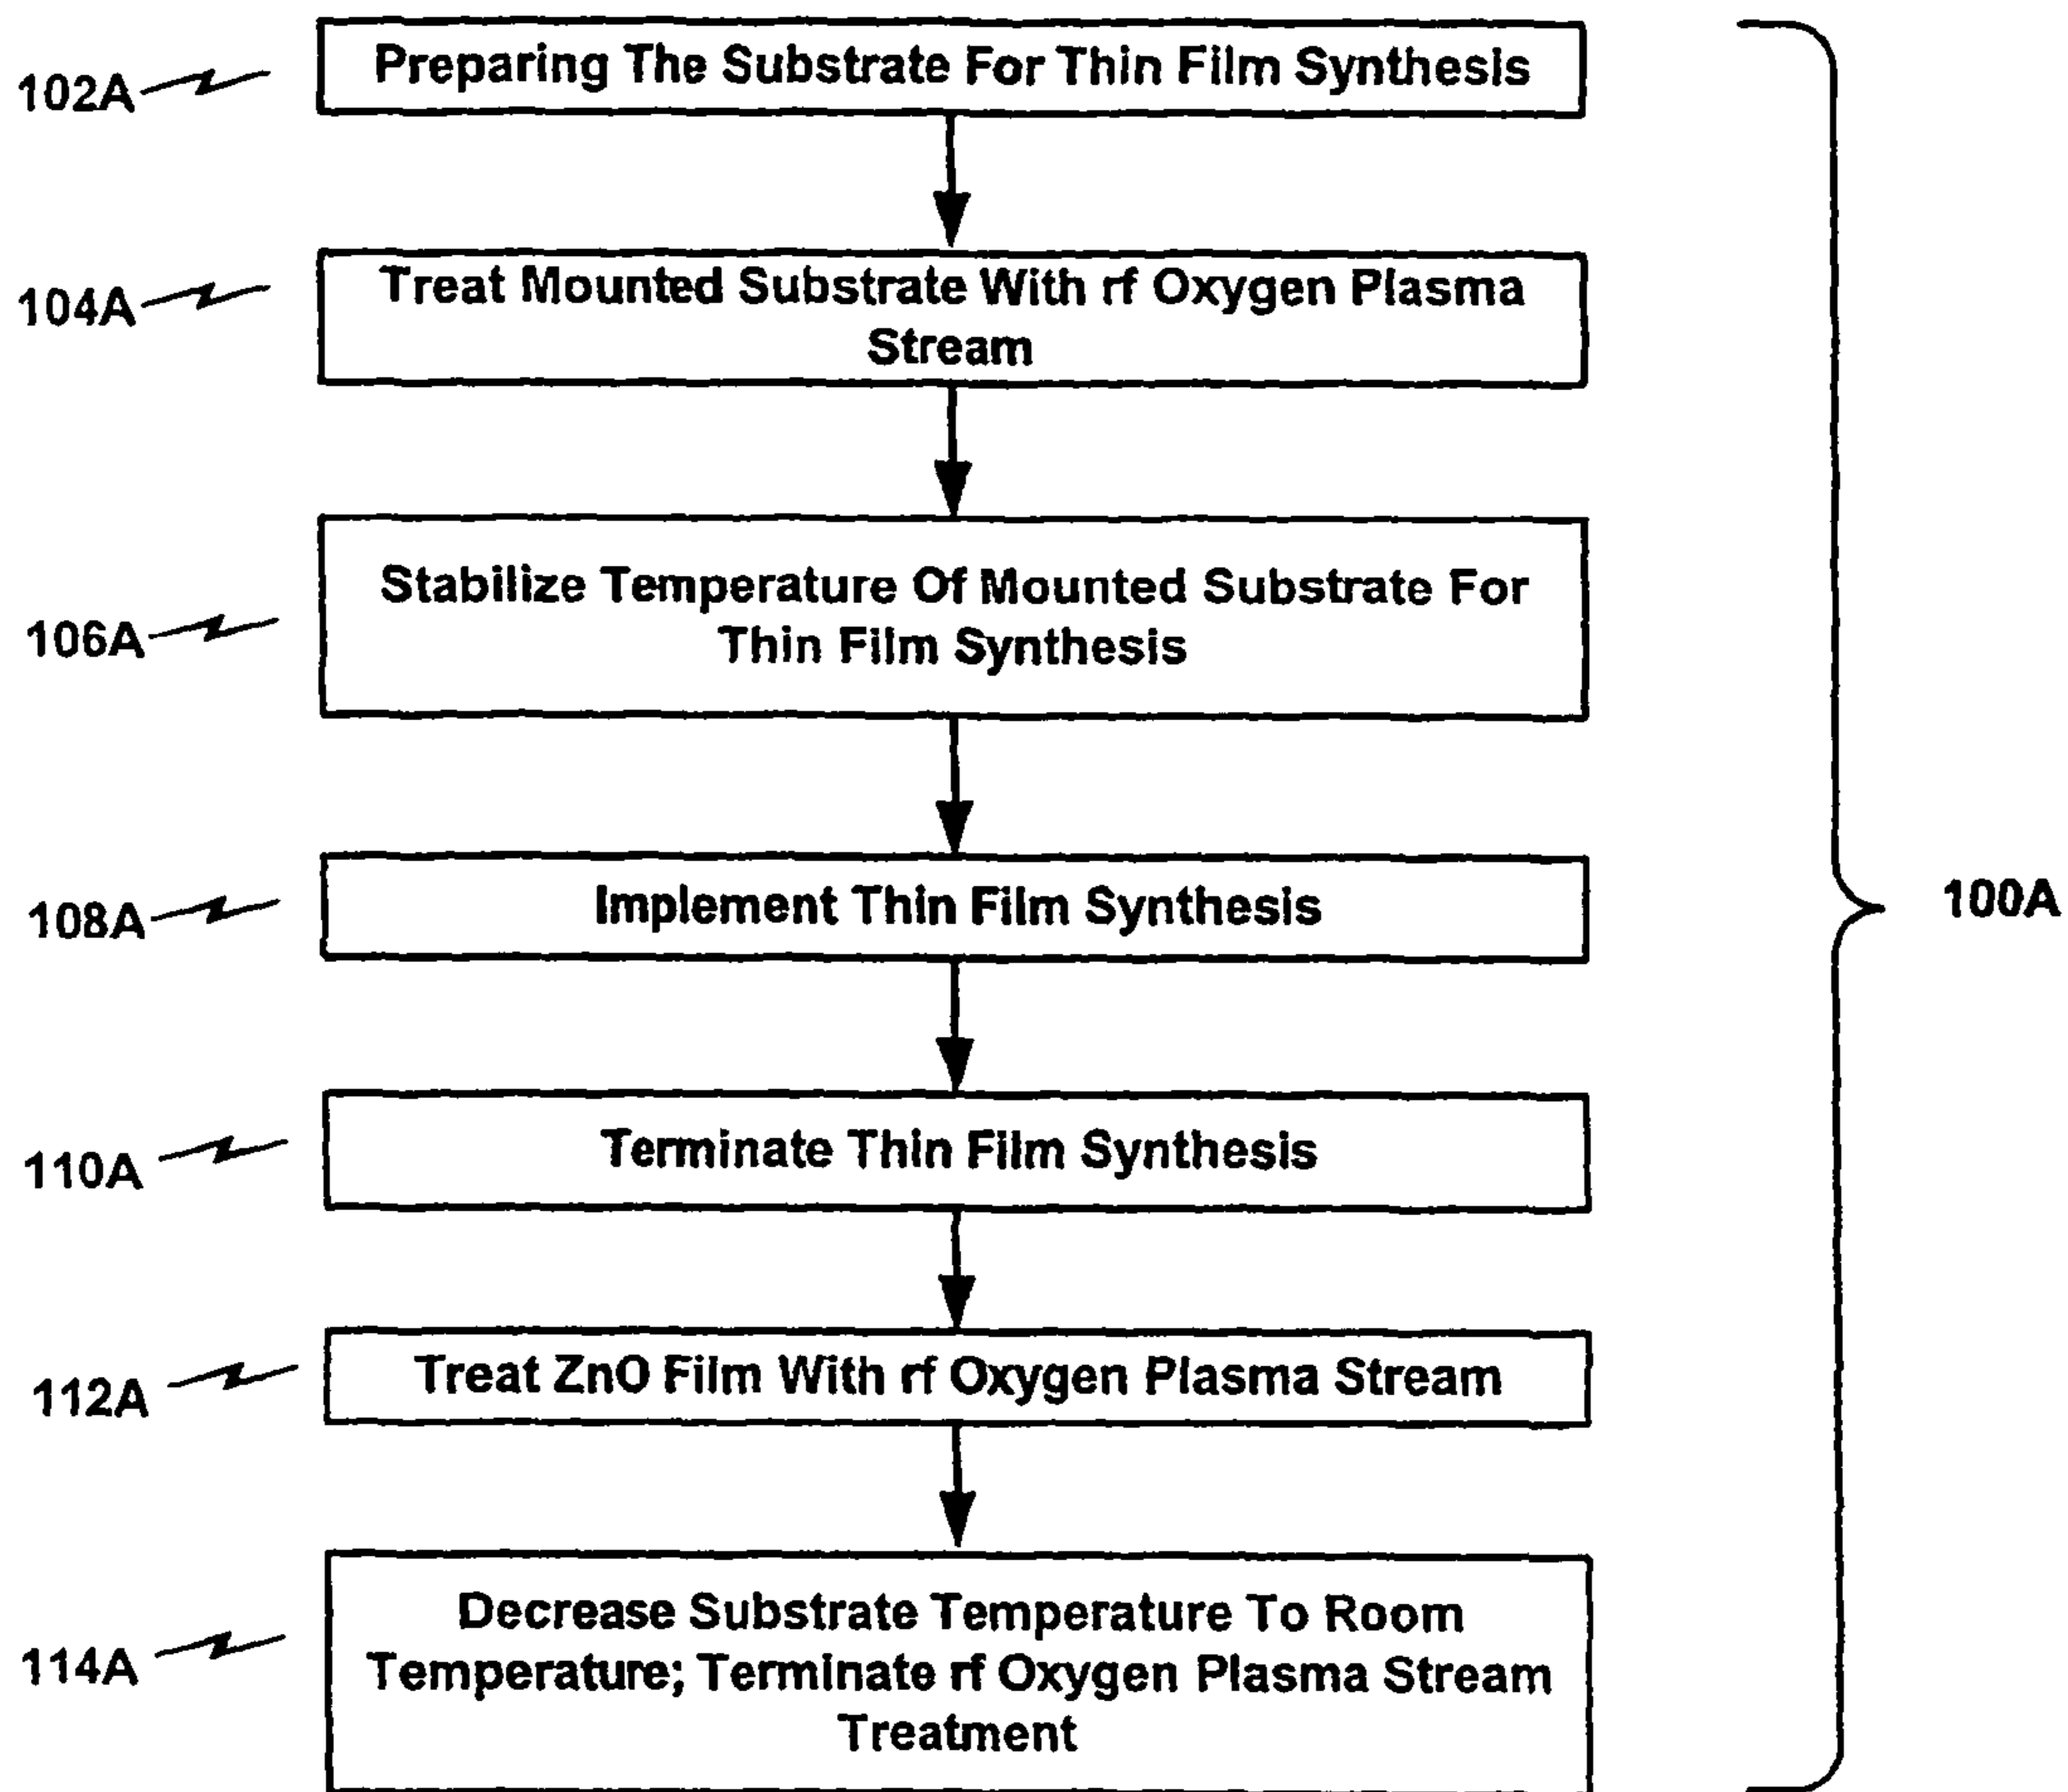 102A
Preparing The Substrate For Thin Film Synthesis
104A
Treat Mounted Substrate With rf Oxygen Plasma
Stream
106A
Stabilize Temperature Of Mounted Substrate For
Thin Film Synthesis
108A
Implement Thin Film Synthesis
100A
110A
Terminate Thin Film Synthesis
112A
Treat ZnO Film With rf Oxygen Plasma Stream
114A
Decrease Substrate Temperature To Room
Temperature; Terminate rf Oxygen Plasma Stream
Treatment